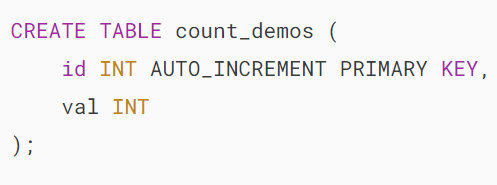 CREATE TABLE count_demos (
    id INT AUTO_INCREMENT PRIMARY KEY,
    val INT
);